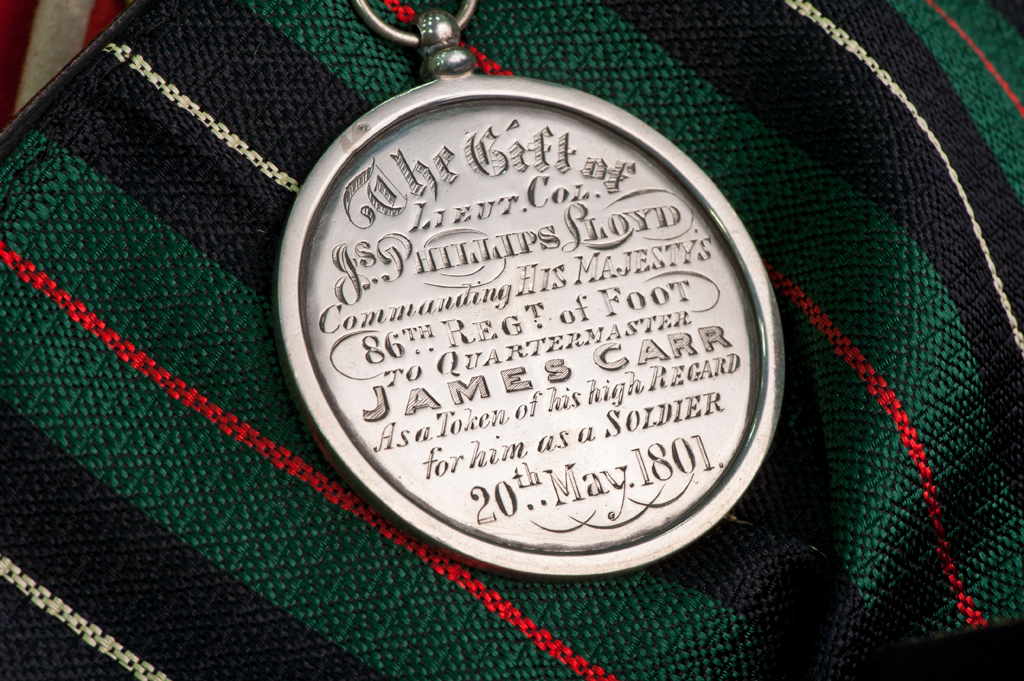 The Gift of
LIEUT. COL.
Js. PHILLIPS LLOYD
Commanding HIS MAJESTY'S
86TH.. REGT. of FOOT
TO QUARTERMASTER
JAMES CARR
As a Token of his high REGARD
for him as a SOLDIER
20th.. May. 1801.